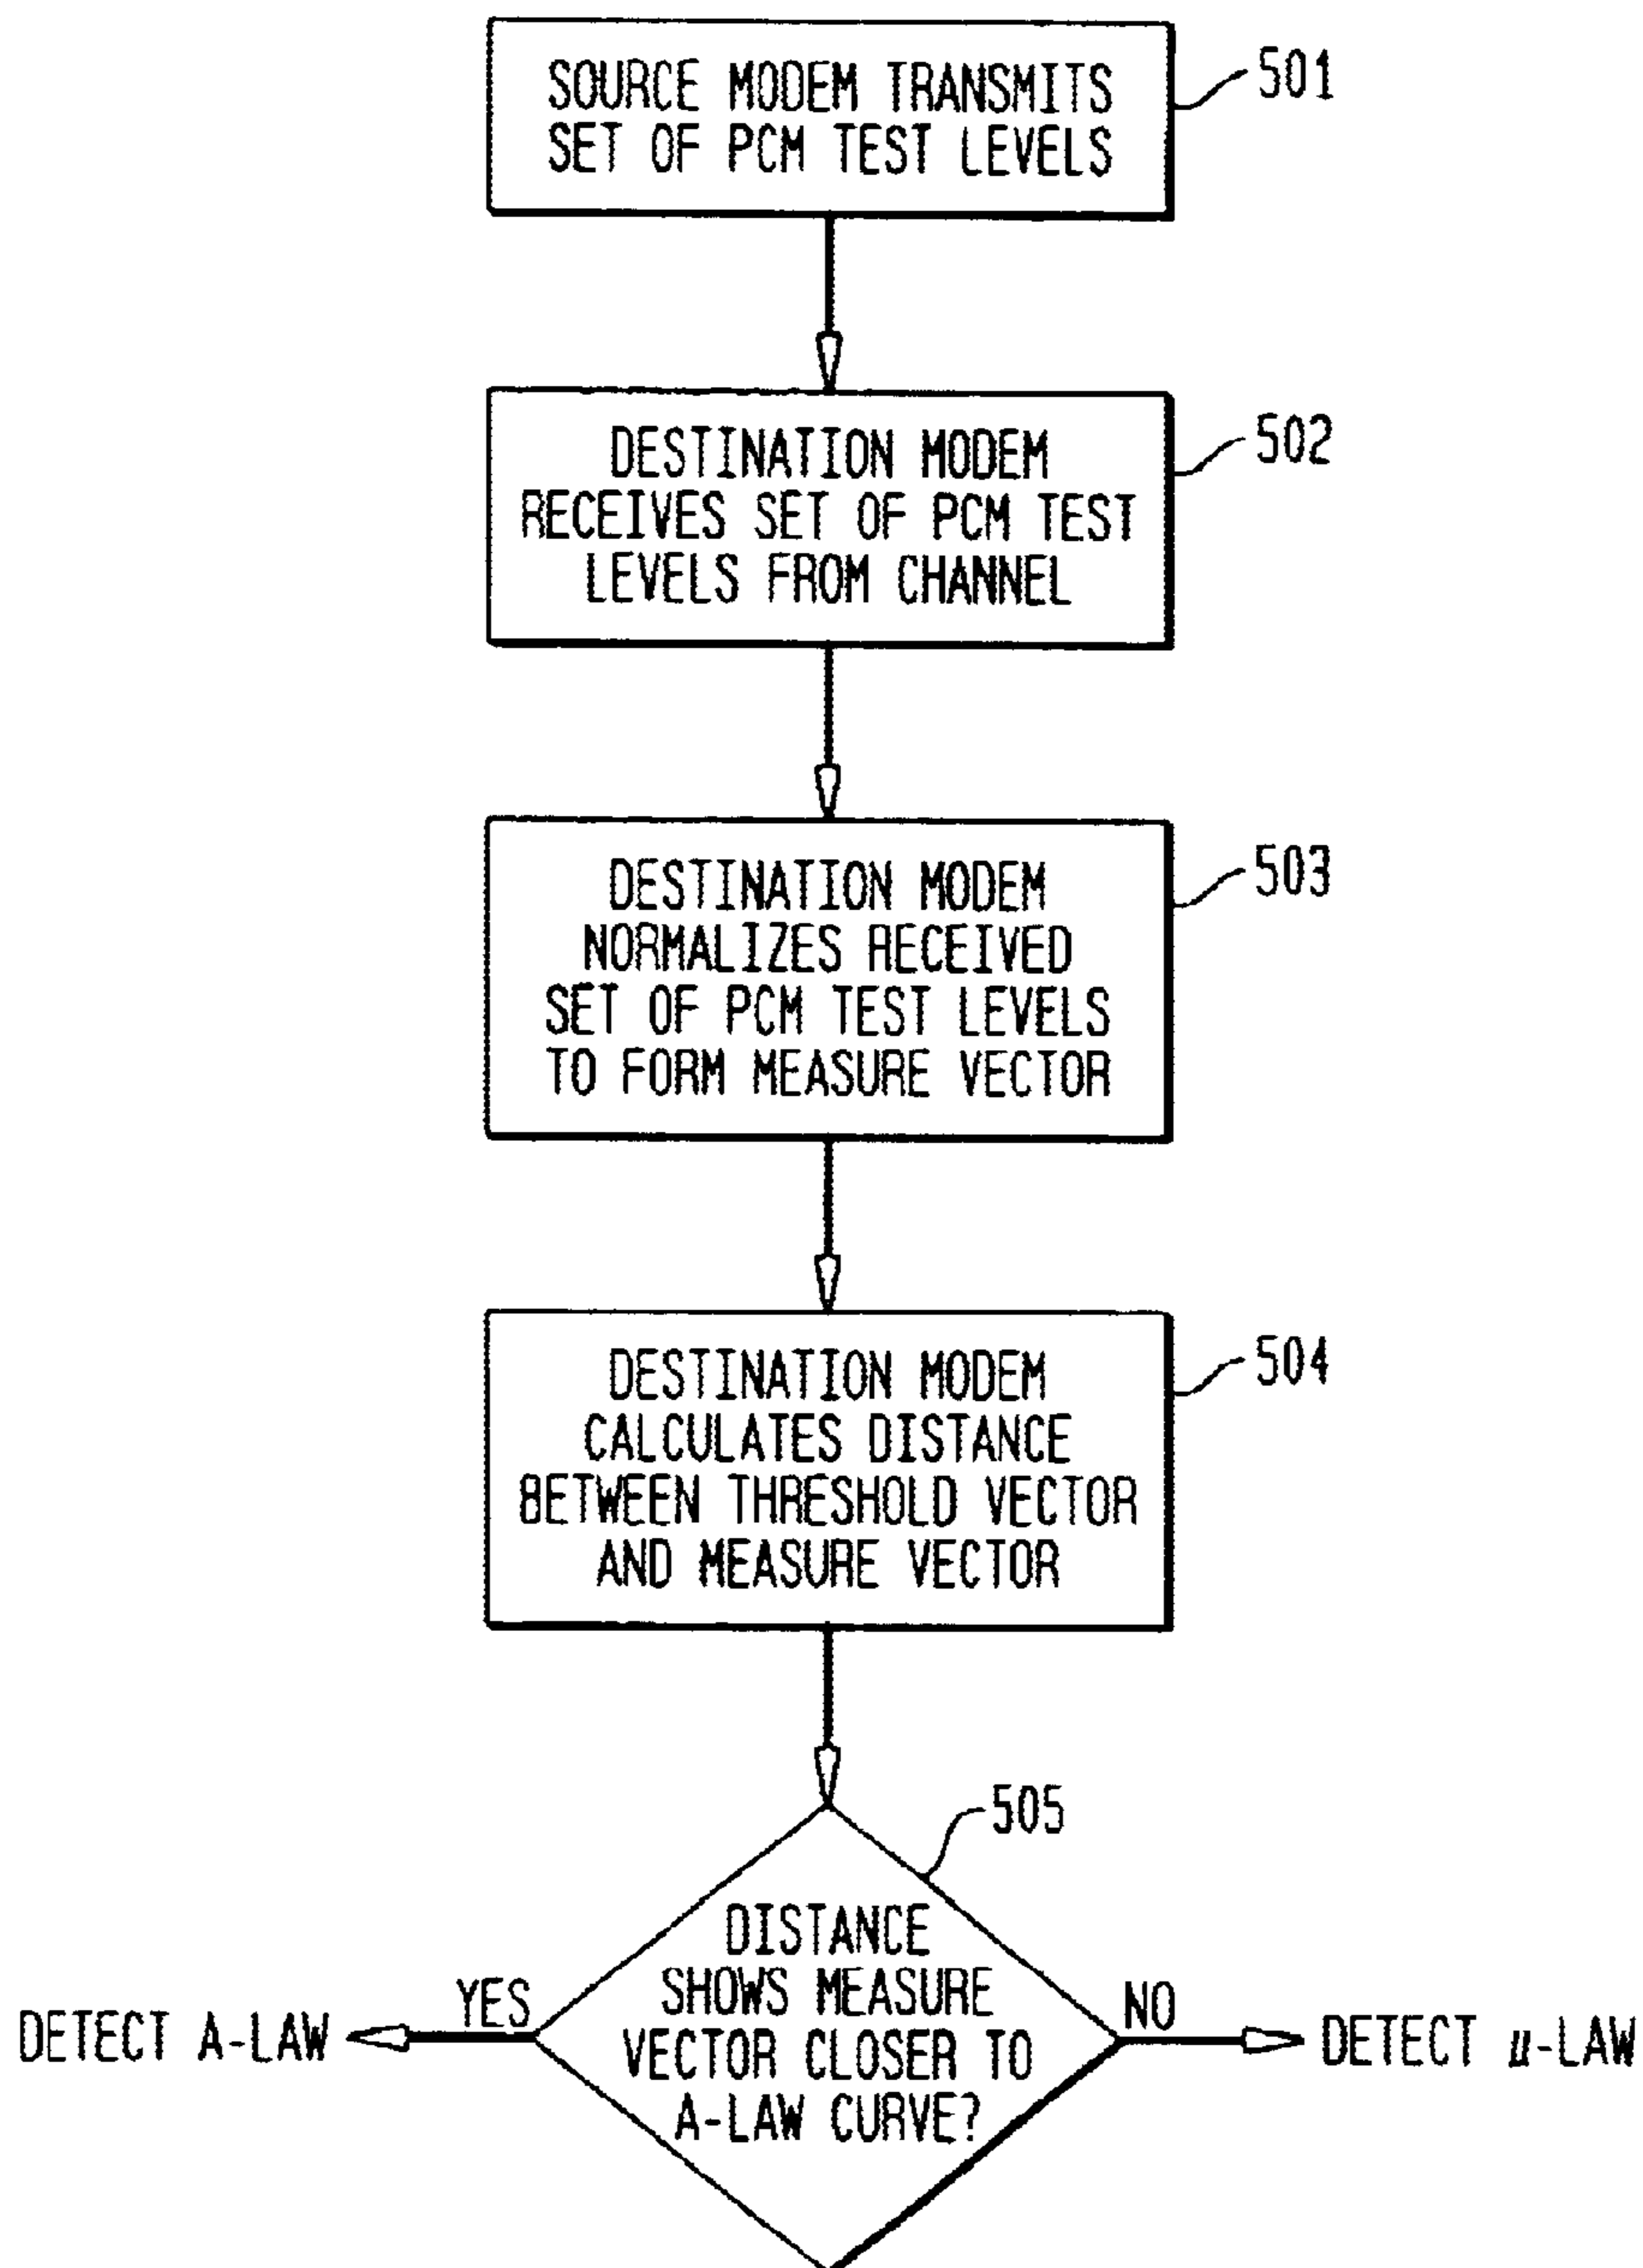 SOURCE MODEM TRANSMITS
SET OF PCM TEST LEVELS
501
DESTINATION MODEM
RECEIVES SET OF PCM TEST
LEVELS FROM CHANNEL
502
DESTINATION MODEM
NORMALIZES RECEIVED
SET OF PCM TEST LEVELS
TO FORM MEASURE VECTOR
503
DESTINATION MODEM
CALCULATES DISTANCE
BETWEEN THRESHOLD VECTOR
AND MEASURE VECTOR
504
505
DISTANCE
SHOWS MEASURE
VECTOR CLOSER TO
A-LAW CURVE?
YES
DETECT A-LAW
NO
DETECT μ-LAW